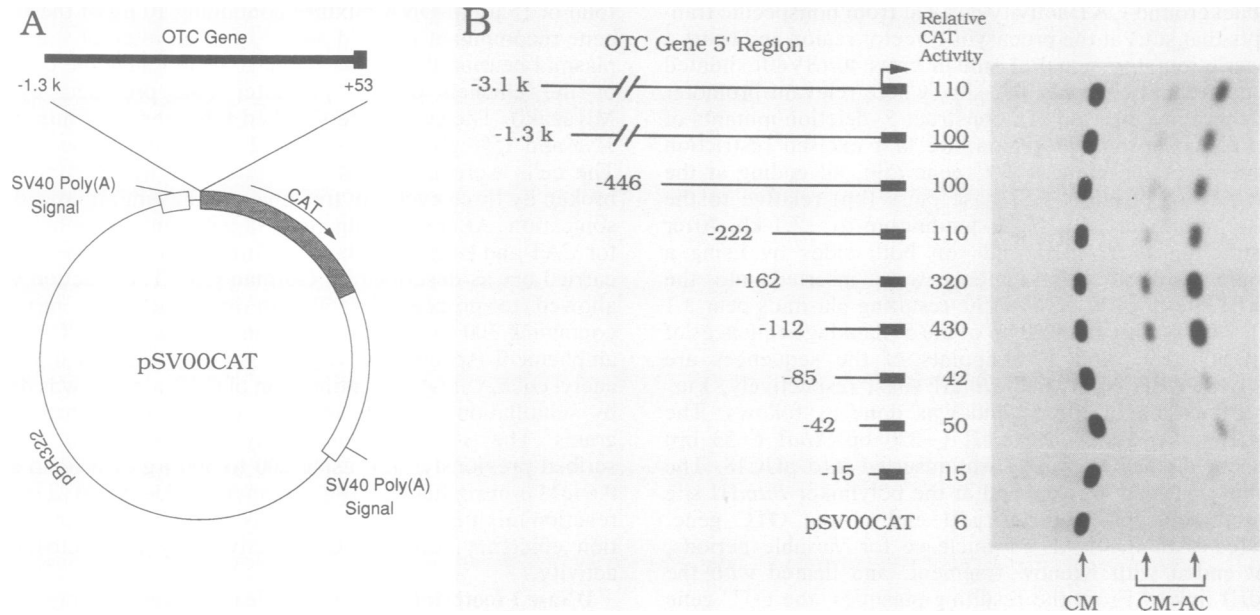 A
OTC Gene
-1.3 k
+53
SV40 Poly(A)
Signal
CAT
pSV00CAT
pBR322
SV40 Poly(A)
Signal
B
OTC Gene 5' Region
Relative
CAT
Activity
-3.1 k 110
-1.3 k 100
-446 100
-222 110
-162 320
-112 430
-85 42
-42 50
-15 15
pSV00CAT 6
CM CM-AC